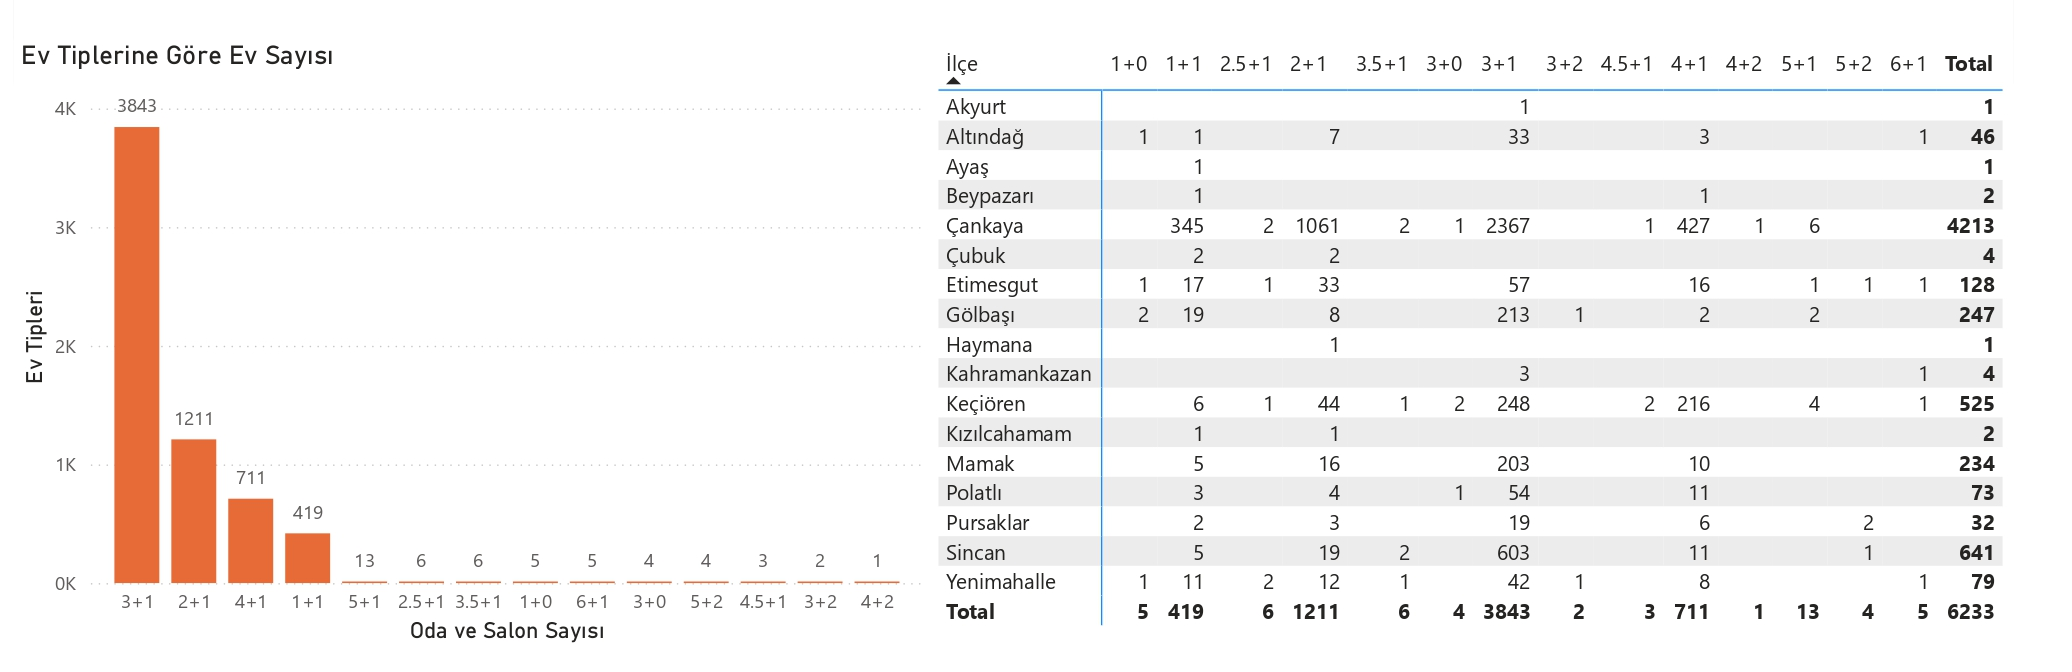 Ev Tiplerine Göre Ev Sayısı
4K
3K
2K
1K
0K
Ev Tipleri
3843
1211
711
419
13
6
6
5
5
4
4
3
2
1
3+1 2+1 4+1 1+1 5+1 2.5+1 3.5+1 1+0 6+1 3+0 5+2 4.5+1 3+2 4+2
Oda ve Salon Sayısı
İlçe 1+0 1+1 2.5+1 2+1 3.5+1 3+0 3+1 3+2 4.5+1 4+1 4+2 5+1 5+2 6+1 Total
Akyurt 1 1
Altındağ 1 1 7 33 3 1 46
Ayaş 1 1
Beypazarı 1 1 2
Çankaya 345 2 1061 2 1 2367 1 427 1 6 4213
Çubuk 2 2 4
Etimesgut 1 17 1 33 57 16 1 1 1 128
Gölbaşı 2 19 8 213 1 2 2 247
Haymana 1 1
Kahramankazan 3 1 4
Keçiören 6 1 44 1 2 248 2 216 4 1 525
Kızılcahamam 1 1 2
Mamak 5 16 203 10 234
Polatlı 3 4 1 54 11 73
Pursaklar 2 3 19 6 2 32
Sincan 5 19 2 603 11 1 641
Yenimahalle 1 11 2 12 1 42 1 8 1 79
Total 5 419 6 1211 6 4 3843 2 3 711 1 13 4 5 6233